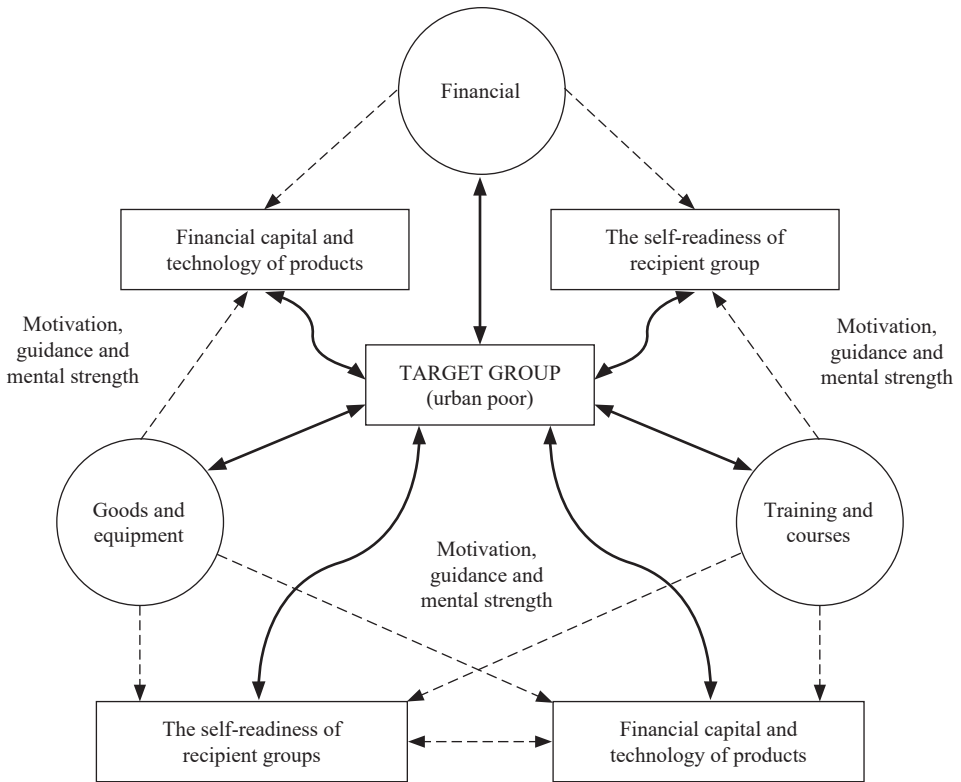 Financial
Financial capital and
technology of products
The self-readiness of
recipient group
Motivation,
guidance and
mental strength
Motivation,
guidance and
mental strength
TARGET GROUP
(urban poor)
Goods and
equipment
Training and
courses
Motivation,
guidance and
mental strength
The self-readiness of
recipient groups
Financial capital and
technology of products